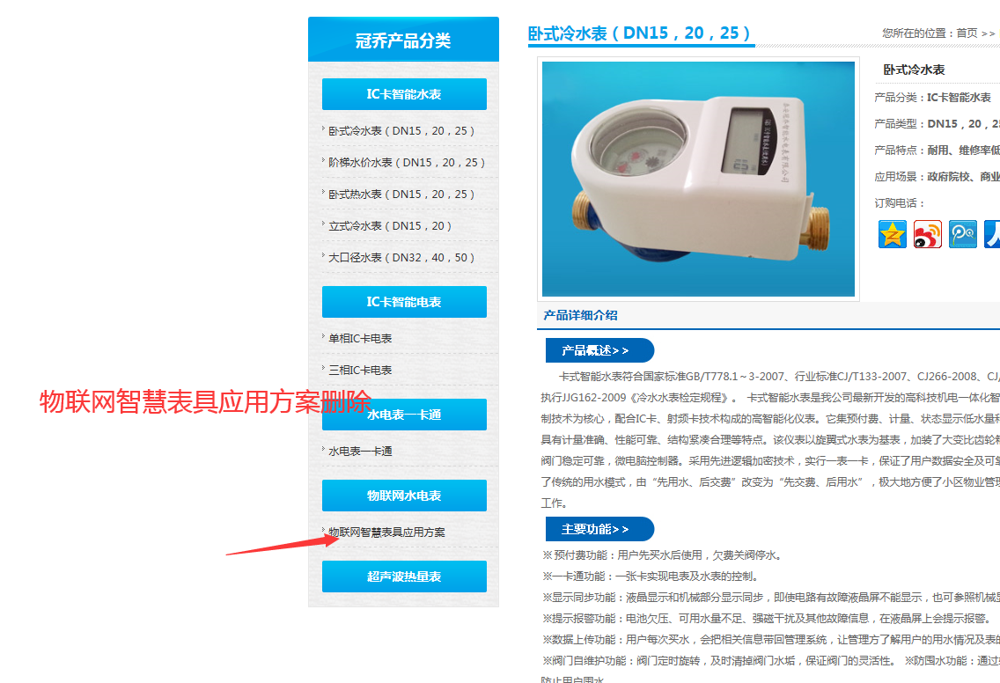 冠乔产品分类
IC卡智能水表
卧式冷水表（DN15，20，25）
阶梯水价水表（DN15，20，25）
卧式热水表（DN15，20，25）
立式冷水表（DN15，20）
大口径水表（DN32，40，50）
IC卡智能电表
单相IC卡电表
三相IC卡电表
物联网智慧表具应用方案删除
水电表一卡通
水电表一卡通
物联网水电表
物联网智慧表具应用方案
超声波热量表
卧式冷水表（DN15，20，25）
您所在的位置：首页 >>
卧式冷水表
产品分类：IC卡智能水表
产品类型：DN15，20，25
产品特点：耐用、维修率低
应用场景：政府院校、商业
订购电话：
产品详细介绍
产品概述>>
卡式智能水表符合国家标准GB/T778.1～3-2007、行业标准CJ/T133-2007、CJ266-2008、CJ/
执行JJG162-2009《冷水水表检定规程》。 卡式智能水表是我公司最新开发的高科技机电一体化智
制技术为核心，配合IC卡、射频卡技术构成的高智能化仪表。它集预付费、计量、状态显示低水量和
具有计量准确、性能可靠、结构紧凑合理等特点。该仪表以旋翼式水表为基表，加装了大变比齿轮
阀门稳定可靠，微电脑控制器。采用先进逻辑加密技术，实行一表一卡，保证了用户数据安全及可靠
了传统的用水模式，由“先用水、后交费”改变为“先交费、后用水”，极大地方便了小区物业管理
工作。
主要功能>>
※ 预付费功能：用户先买水后使用，欠费关阀停水。
※一卡通功能：一张卡实现电表及水表的控制。
※显示同步功能：液晶显示和机械部分显示同步，即使电路有故障液晶屏不能显示，也可参照机械显
※提示报警功能：电池欠压、可用水量不足、强磁干扰及其他故障信息，在液晶屏上会提示报警。
※数据上传功能：用户每次买水，会把相关信息带回管理系统，让管理方了解用户的用水情况及表的
※阀门自维护功能：阀门定时旋转，及时清掉阀门水垢，保证阀门的灵活性。 ※防囤水功能：通过
防止用户囤水